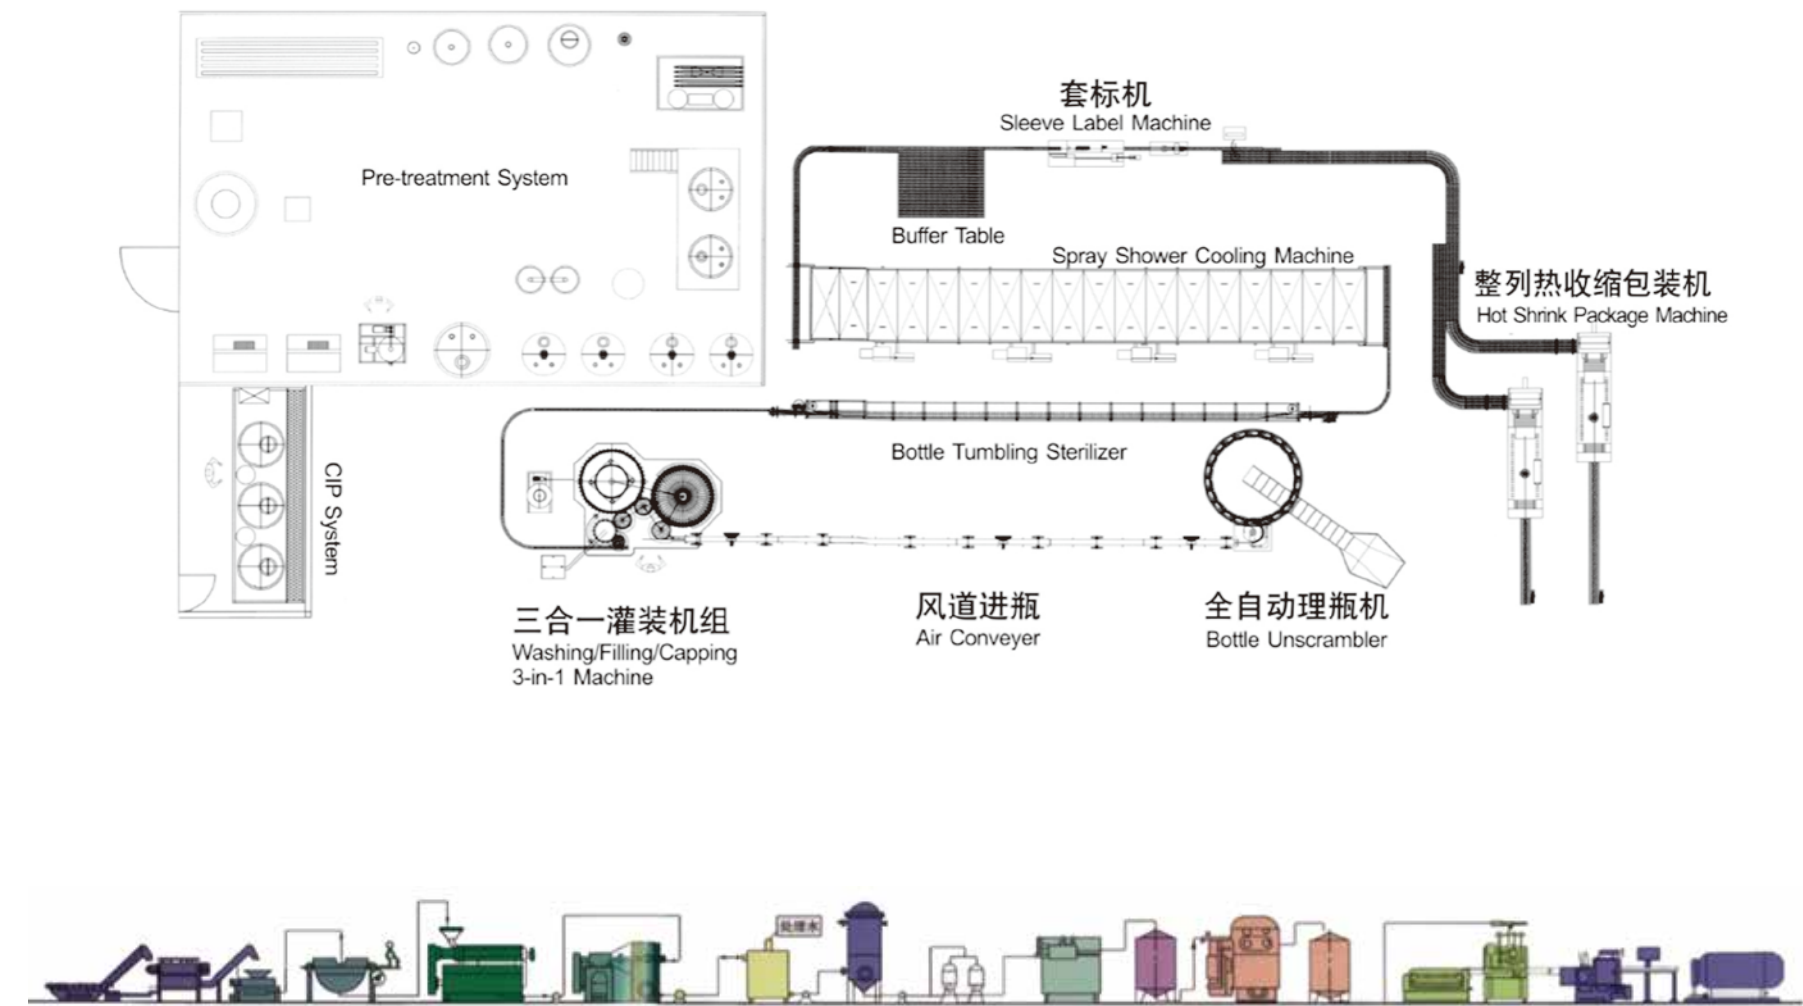 套标机
Sleeve Label Machine
Pre-treatment System
Buffer Table
Spray Shower Cooling Machine
整列热收缩包装机
Hot Shrink Package Machine
Bottle Tumbling Sterilizer
CIP System
三合一灌装机组
Washing/Filling/Capping
3-in-1 Machine
风道进瓶
Air Conveyer
全自动理瓶机
Bottle Unscrambler
处理水